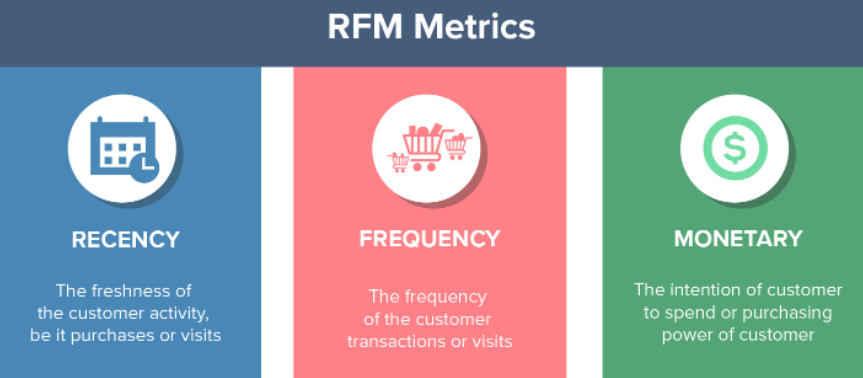 RFM Metrics
RECENCY
The freshness of
the customer activity,
be it purchases or visits
FREQUENCY
The frequency
of the customer
transactions or visits
$
MONETARY
The intention of customer
to spend or purchasing
power of customer